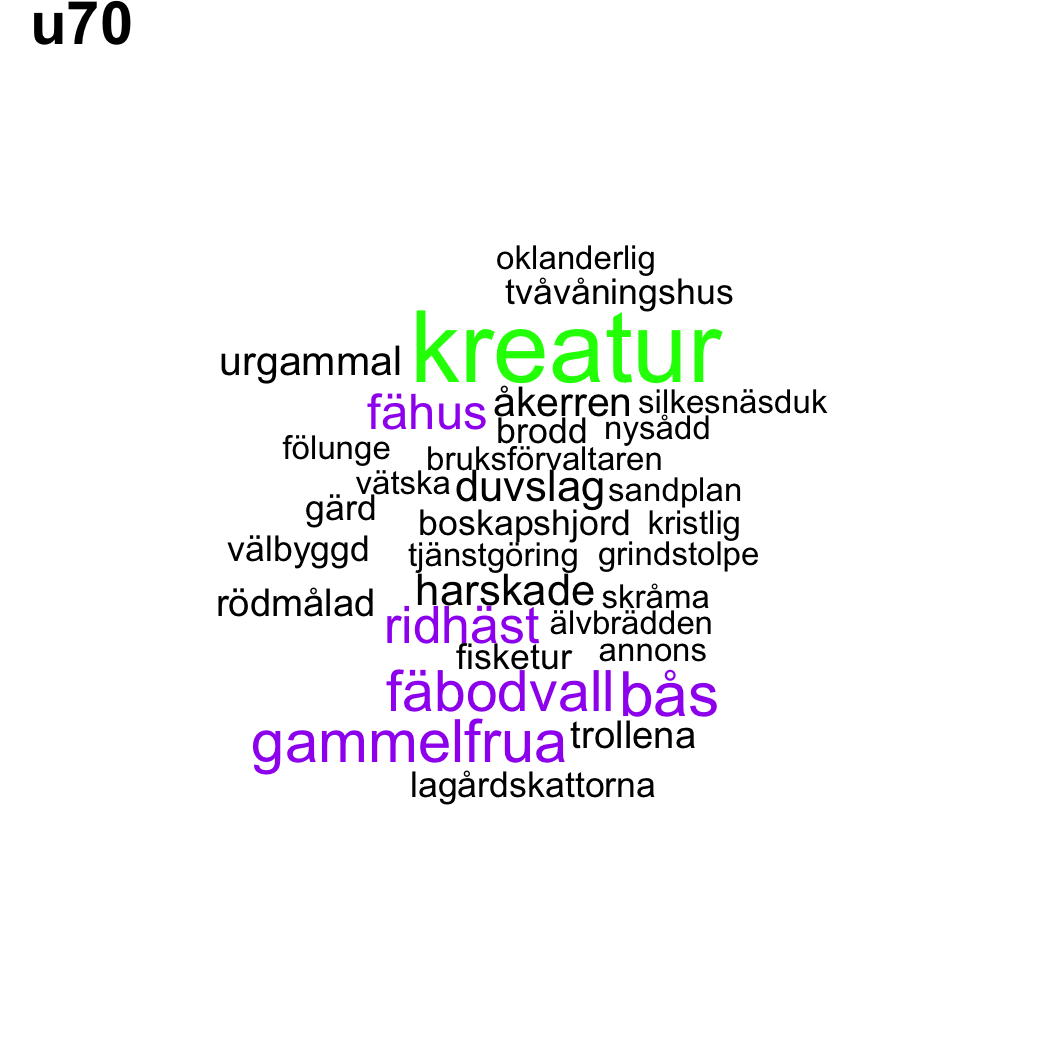 u70
oklanderlig
tvåvåningshus
kreatur
urgammal
fähus åkerren silkesnäsduk
brodd nysådd
fölunge bruksförvaltaren
vätska duvslag sandplan
gärd boskapshjord kristlig
välbyggd tjänstgöring grindstolpe
rödmålad harskade skråma
ridhäst älvbrädden
fisketur annons
fäbodvall bås
gammelfrua trollena
lagårdskattorna